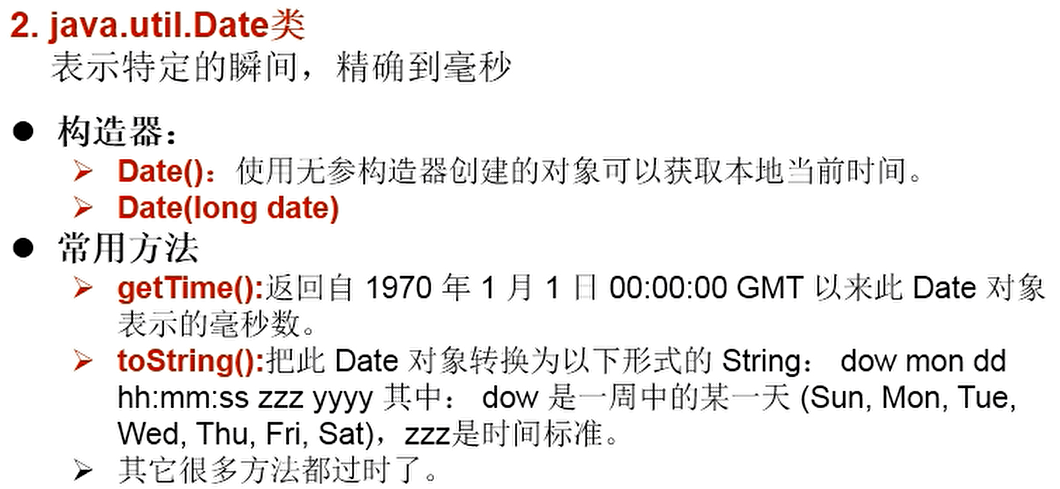 2. java.util.Date类
表示特定的瞬间，精确到毫秒
● 构造器：
➢ Date()：使用无参构造器创建的对象可以获取本地当前时间。
➢ Date(long date)
● 常用方法
➢ getTime():返回自 1970 年 1 月 1 日 00:00:00 GMT 以来此 Date 对象
表示的毫秒数。
➢ toString():把此 Date 对象转换为以下形式的 String： dow mon dd
hh:mm:ss zzz yyyy 其中： dow 是一周中的某一天 (Sun, Mon, Tue,
Wed, Thu, Fri, Sat)，zzz是时间标准。
➢ 其它很多方法都过时了。